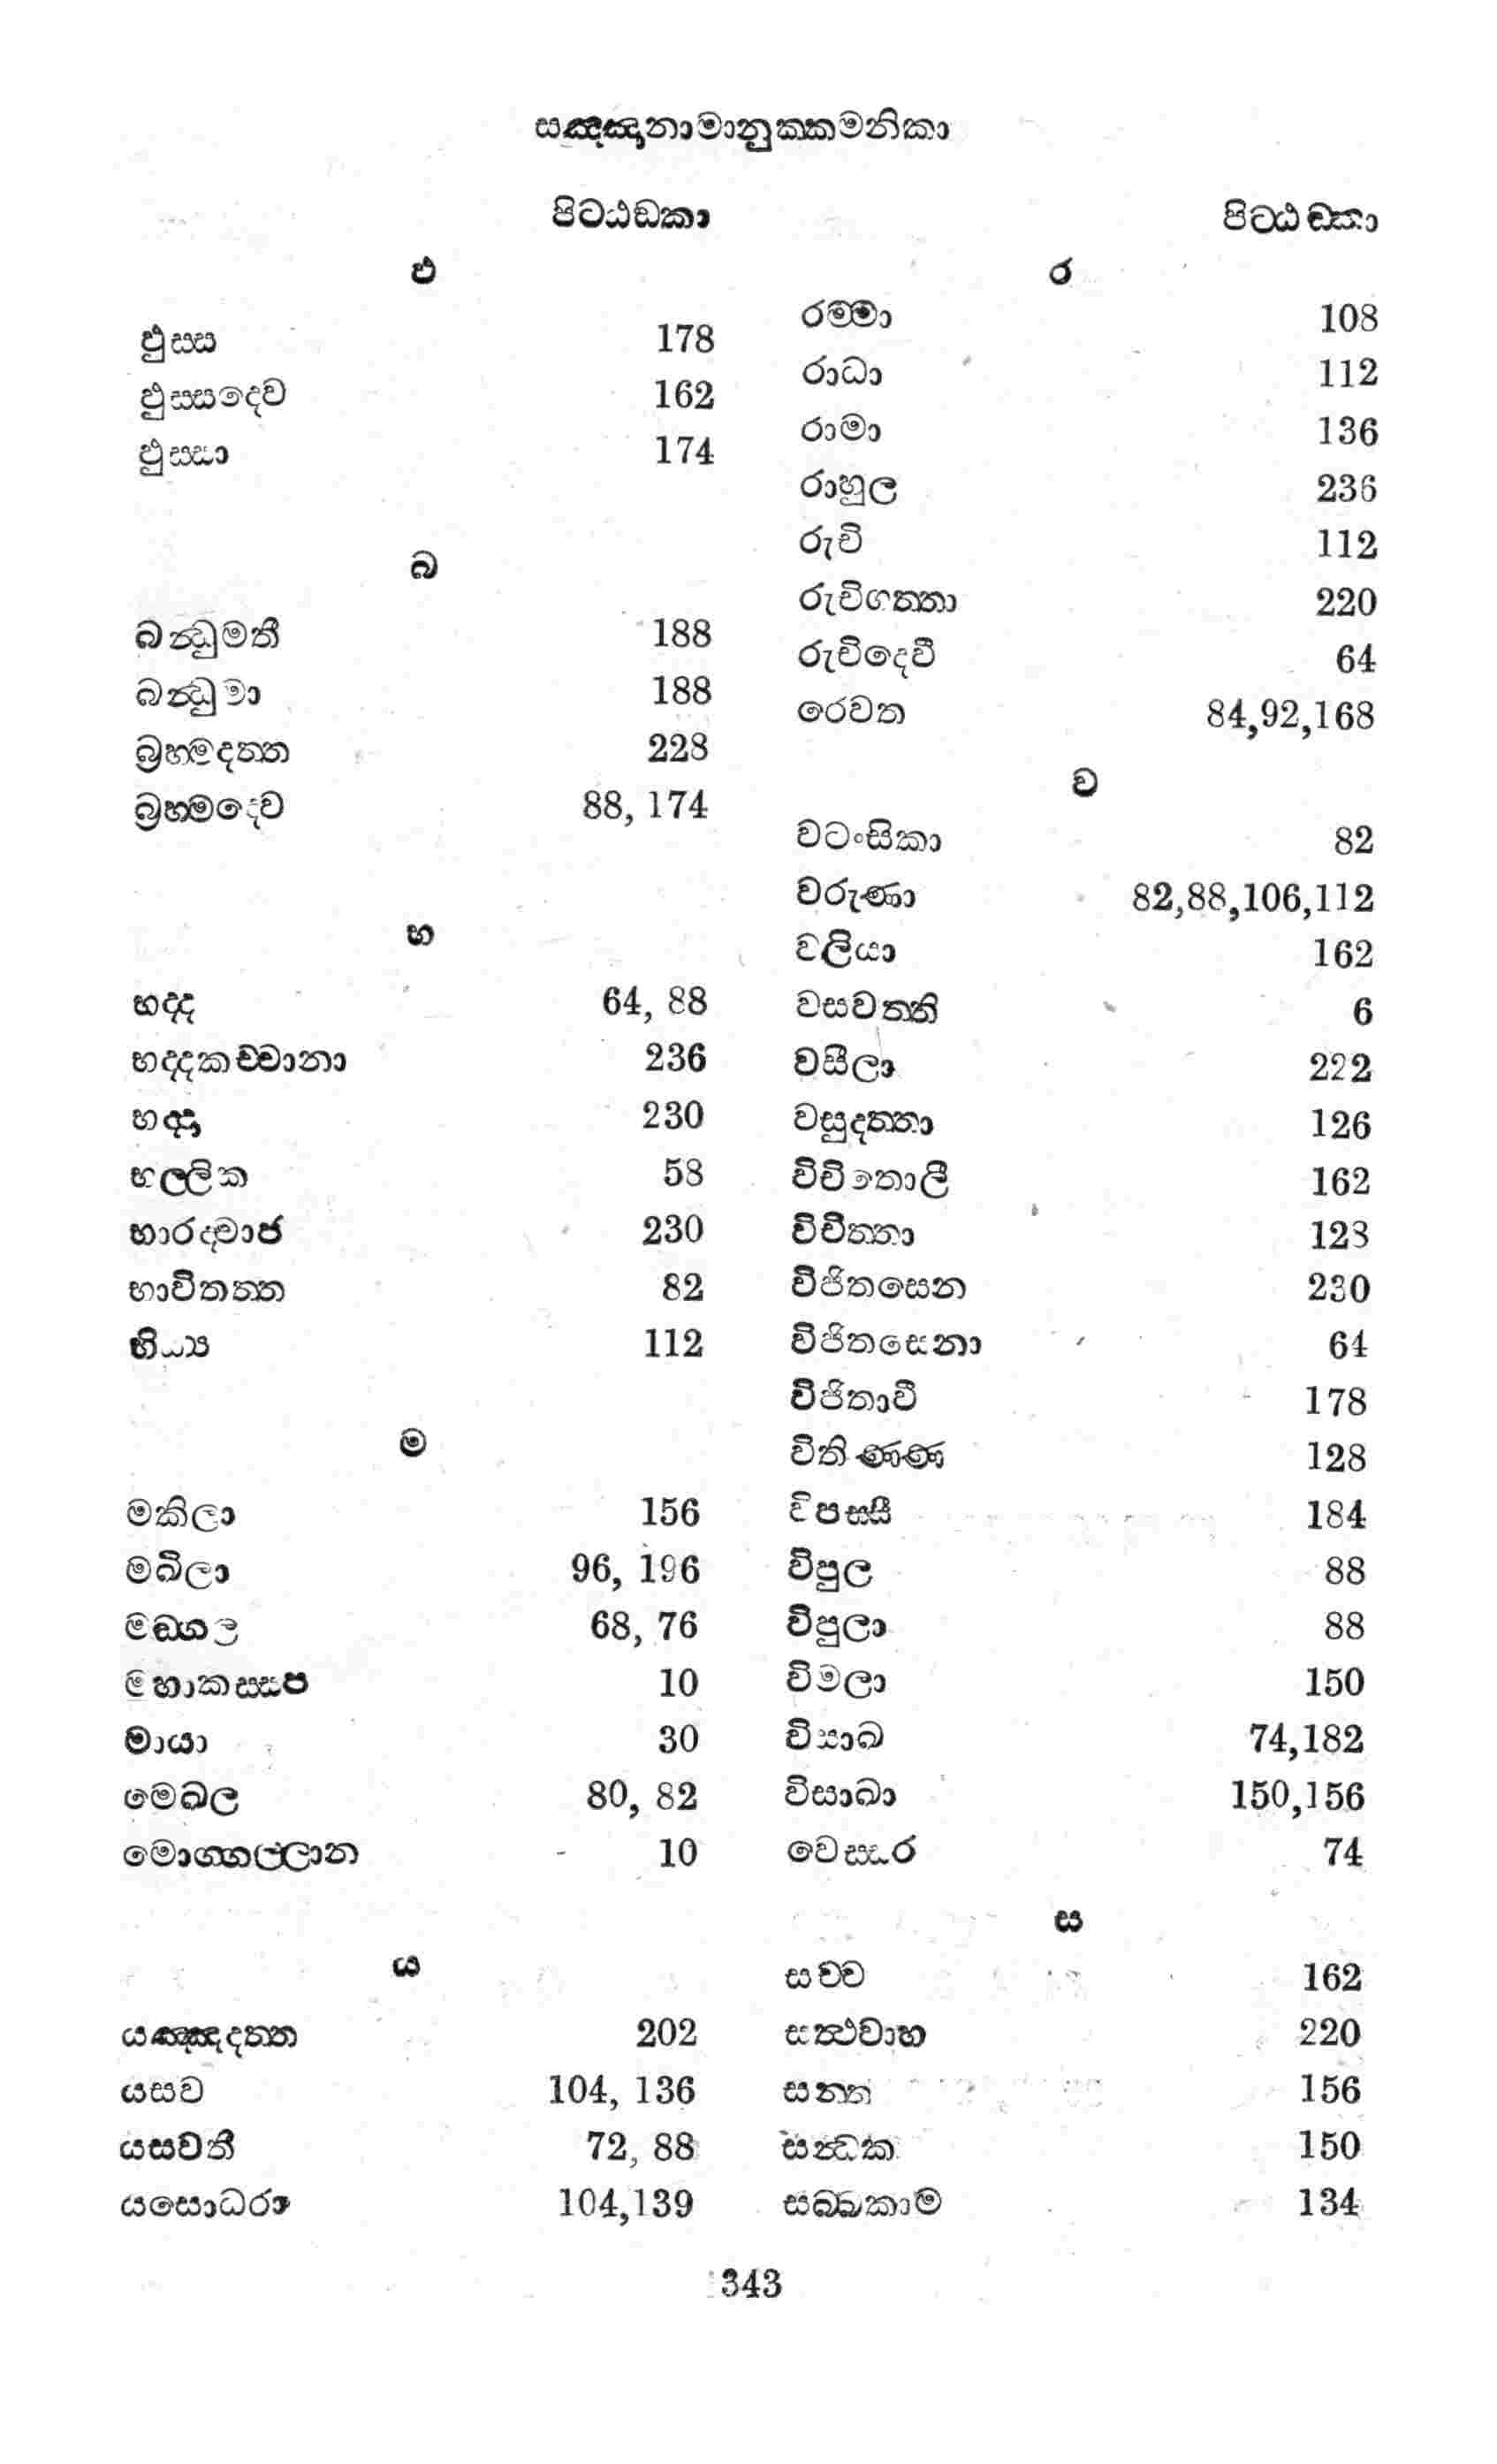 සඤ්ඤානාමානුක්කමනිකා
පිට්ඨඞ්කා
ඵ
ඵුස්ස 178
ඵුස්සදෙව 162
ඵුස්සා 174
බ
බන්ධුමතී 188
බන්ධුමා 188
බ්‍රහ්මදත්ත 228
බ්‍රහ්මදෙව 88, 174
භ
භද්ද 64, 88
භද්දකච්චානා 236
භද්දා 230
භල්ලික 58
භාරද්වාජ 230
භාවිතත්ත 82
භිය්‍ය 112
ම
මකිලා 156
මඛිලා 96, 196
මඞ්ගල 68, 76
මහාකස්සප 10
මායා 30
මෙඛල 80, 82
මොග්ගල්ලාන 10
ය
යඤ්ඤදත්ත 202
යසව 104, 136
යසවතී 72, 88
යසොධරා 104,139
පිට්ඨඞ්කා
ර
රම්මා 108
රාධා 112
රාමා 136
රාහුල 236
රුචි 112
රුචිගත්තා 220
රුචිදෙවී 64
රෙවත 84,92,168
ව
වටංසිකා 82
වරුණා 82,88,106,112
වලියා 162
වසවත්ති 6
වසීලා 222
වසුදත්තා 126
විචිතොලී 162
විචිත්තා 123
විජිතසෙන 230
විජිතසෙනා 64
විජිතාවී 178
විතිණ්ණ 128
විපස්සී 184
විපුල 88
විපුලා 88
විමලා 150
විසාඛ 74,182
විසාඛා 150,156
වෙස්සර 74
ස
සච්ච 162
සත්ථවාහ 220
සන්ත 156
සන්ධක 150
සබ්බකාම 134
343